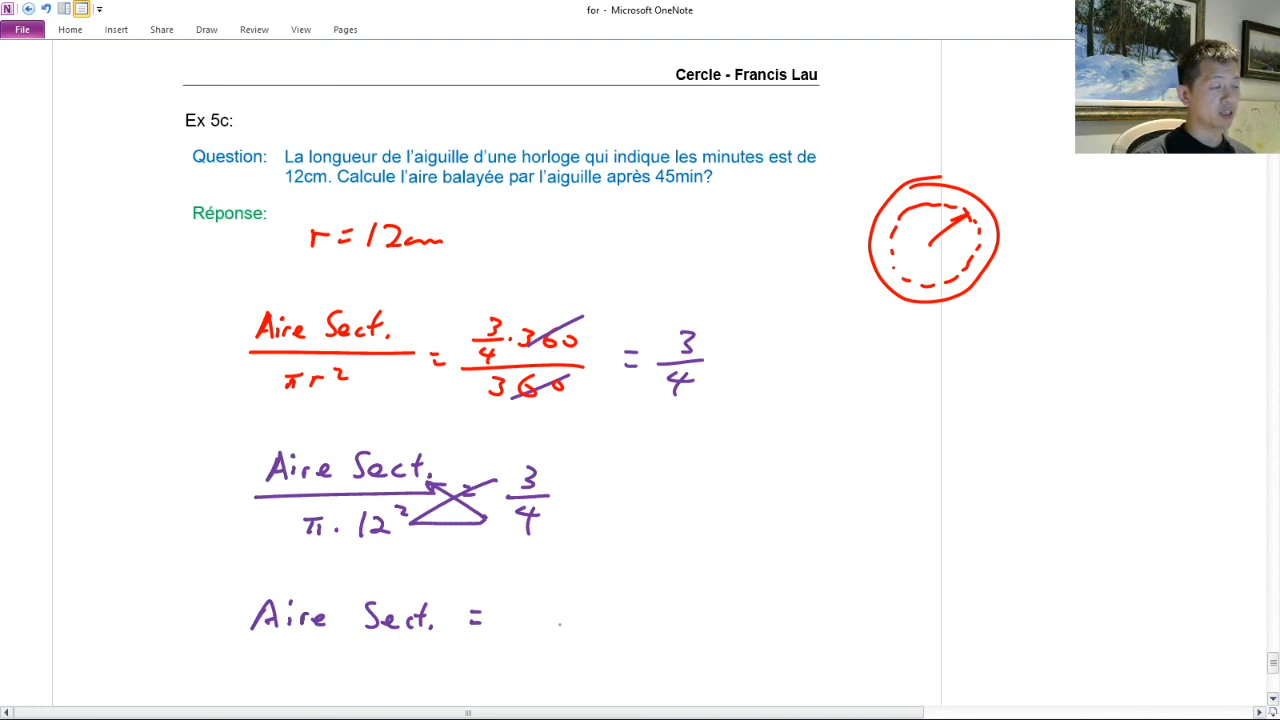 for - Microsoft OneNote
File Home Insert Share Draw Review View Pages
Cercle - Francis Lau
Ex 5c:
Question: La longueur de l'aiguille d'une horloge qui indique les minutes est de
12cm. Calcule l'aire balayée par l'aiguille après 45min?
Réponse:
r = 12cm
Aire Sect. / πr² = 3/4 · 360 / 360 = 3/4
Aire Sect. / π · 12² = 3/4
Aire Sect. =